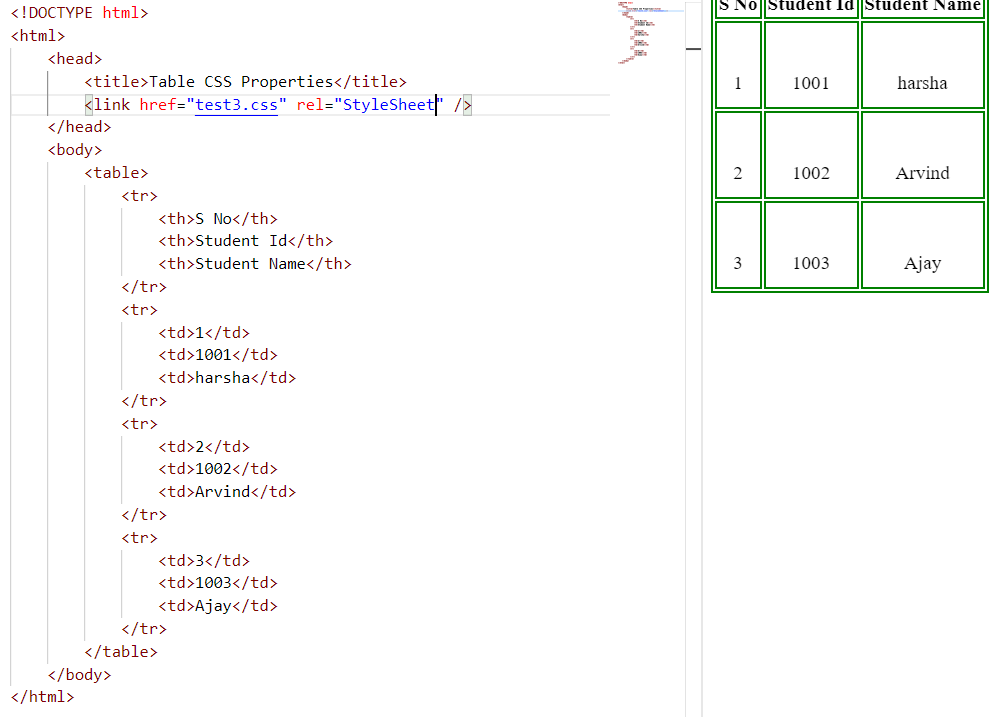 <!DOCTYPE html>
<html>
<head>
<title>Table CSS Properties</title>
<link href="test3.css" rel="StyleSheet" />
</head>
<body>
<table>
<tr>
<th>S No</th>
<th>Student Id</th>
<th>Student Name</th>
</tr>
<tr>
<td>1</td>
<td>1001</td>
<td>harsha</td>
</tr>
<tr>
<td>2</td>
<td>1002</td>
<td>Arvind</td>
</tr>
<tr>
<td>3</td>
<td>1003</td>
<td>Ajay</td>
</tr>
</table>
</body>
</html>
S No Student Id Student Name
1 1001 harsha
2 1002 Arvind
3 1003 Ajay